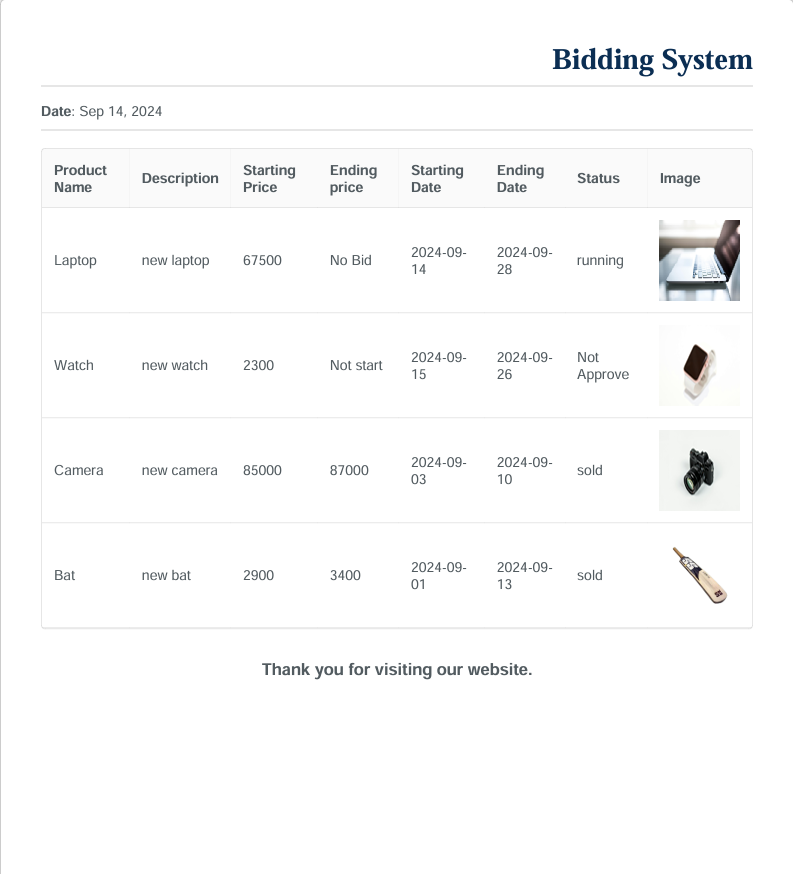 Bidding System
Date: Sep 14, 2024
Product Name Description Starting Price Ending price Starting Date Ending Date Status Image
Laptop new laptop 67500 No Bid 2024-09-14 2024-09-28 running
Watch new watch 2300 Not start 2024-09-15 2024-09-26 Not Approve
Camera new camera 85000 87000 2024-09-03 2024-09-10 sold
Bat new bat 2900 3400 2024-09-01 2024-09-13 sold
Thank you for visiting our website.